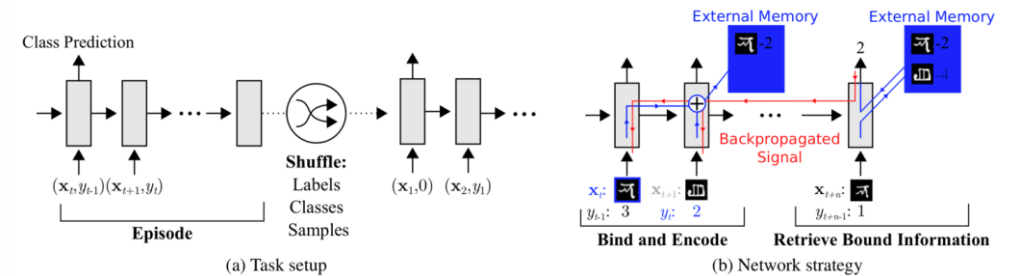 Class Prediction
(x_t,y_{t-1}) (x_{t+1},y_t)
Episode
Shuffle:
Labels
Classes
Samples
(x_1,0) (x_2,y_1)
(a) Task setup
External Memory
-2
External Memory
-2
-4
2
Backpropagated
Signal
x_t: x_{t+1}: x_{t+n}:
y_{t-1}: 3 y_t: 2 y_{t+n-1}: 1
Bind and Encode Retrieve Bound Information
(b) Network strategy